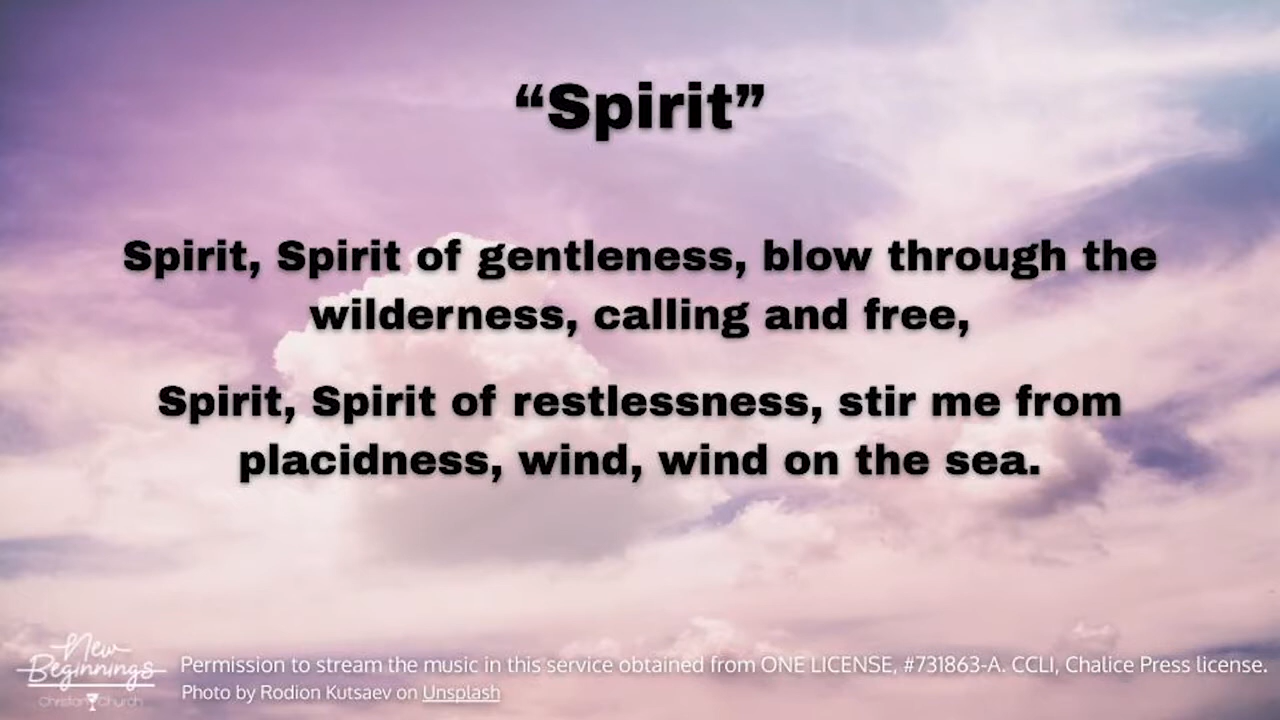 “Spirit”
Spirit, Spirit of gentleness, blow through the
wilderness, calling and free,
Spirit, Spirit of restlessness, stir me from
placidness, wind, wind on the sea.
New
Beginnings
Christian Church
Permission to stream the music in this service obtained from ONE LICENSE, #731863-A. CCLI, Chalice Press license.
Photo by Rodion Kutsaev on Unsplash